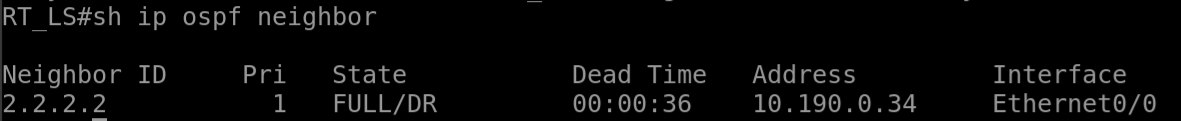 RT_LS#sh ip ospf neighbor
Neighbor ID     Pri   State           Dead Time   Address         Interface
2.2.2.2           1   FULL/DR         00:00:36    10.190.0.34     Ethernet0/0